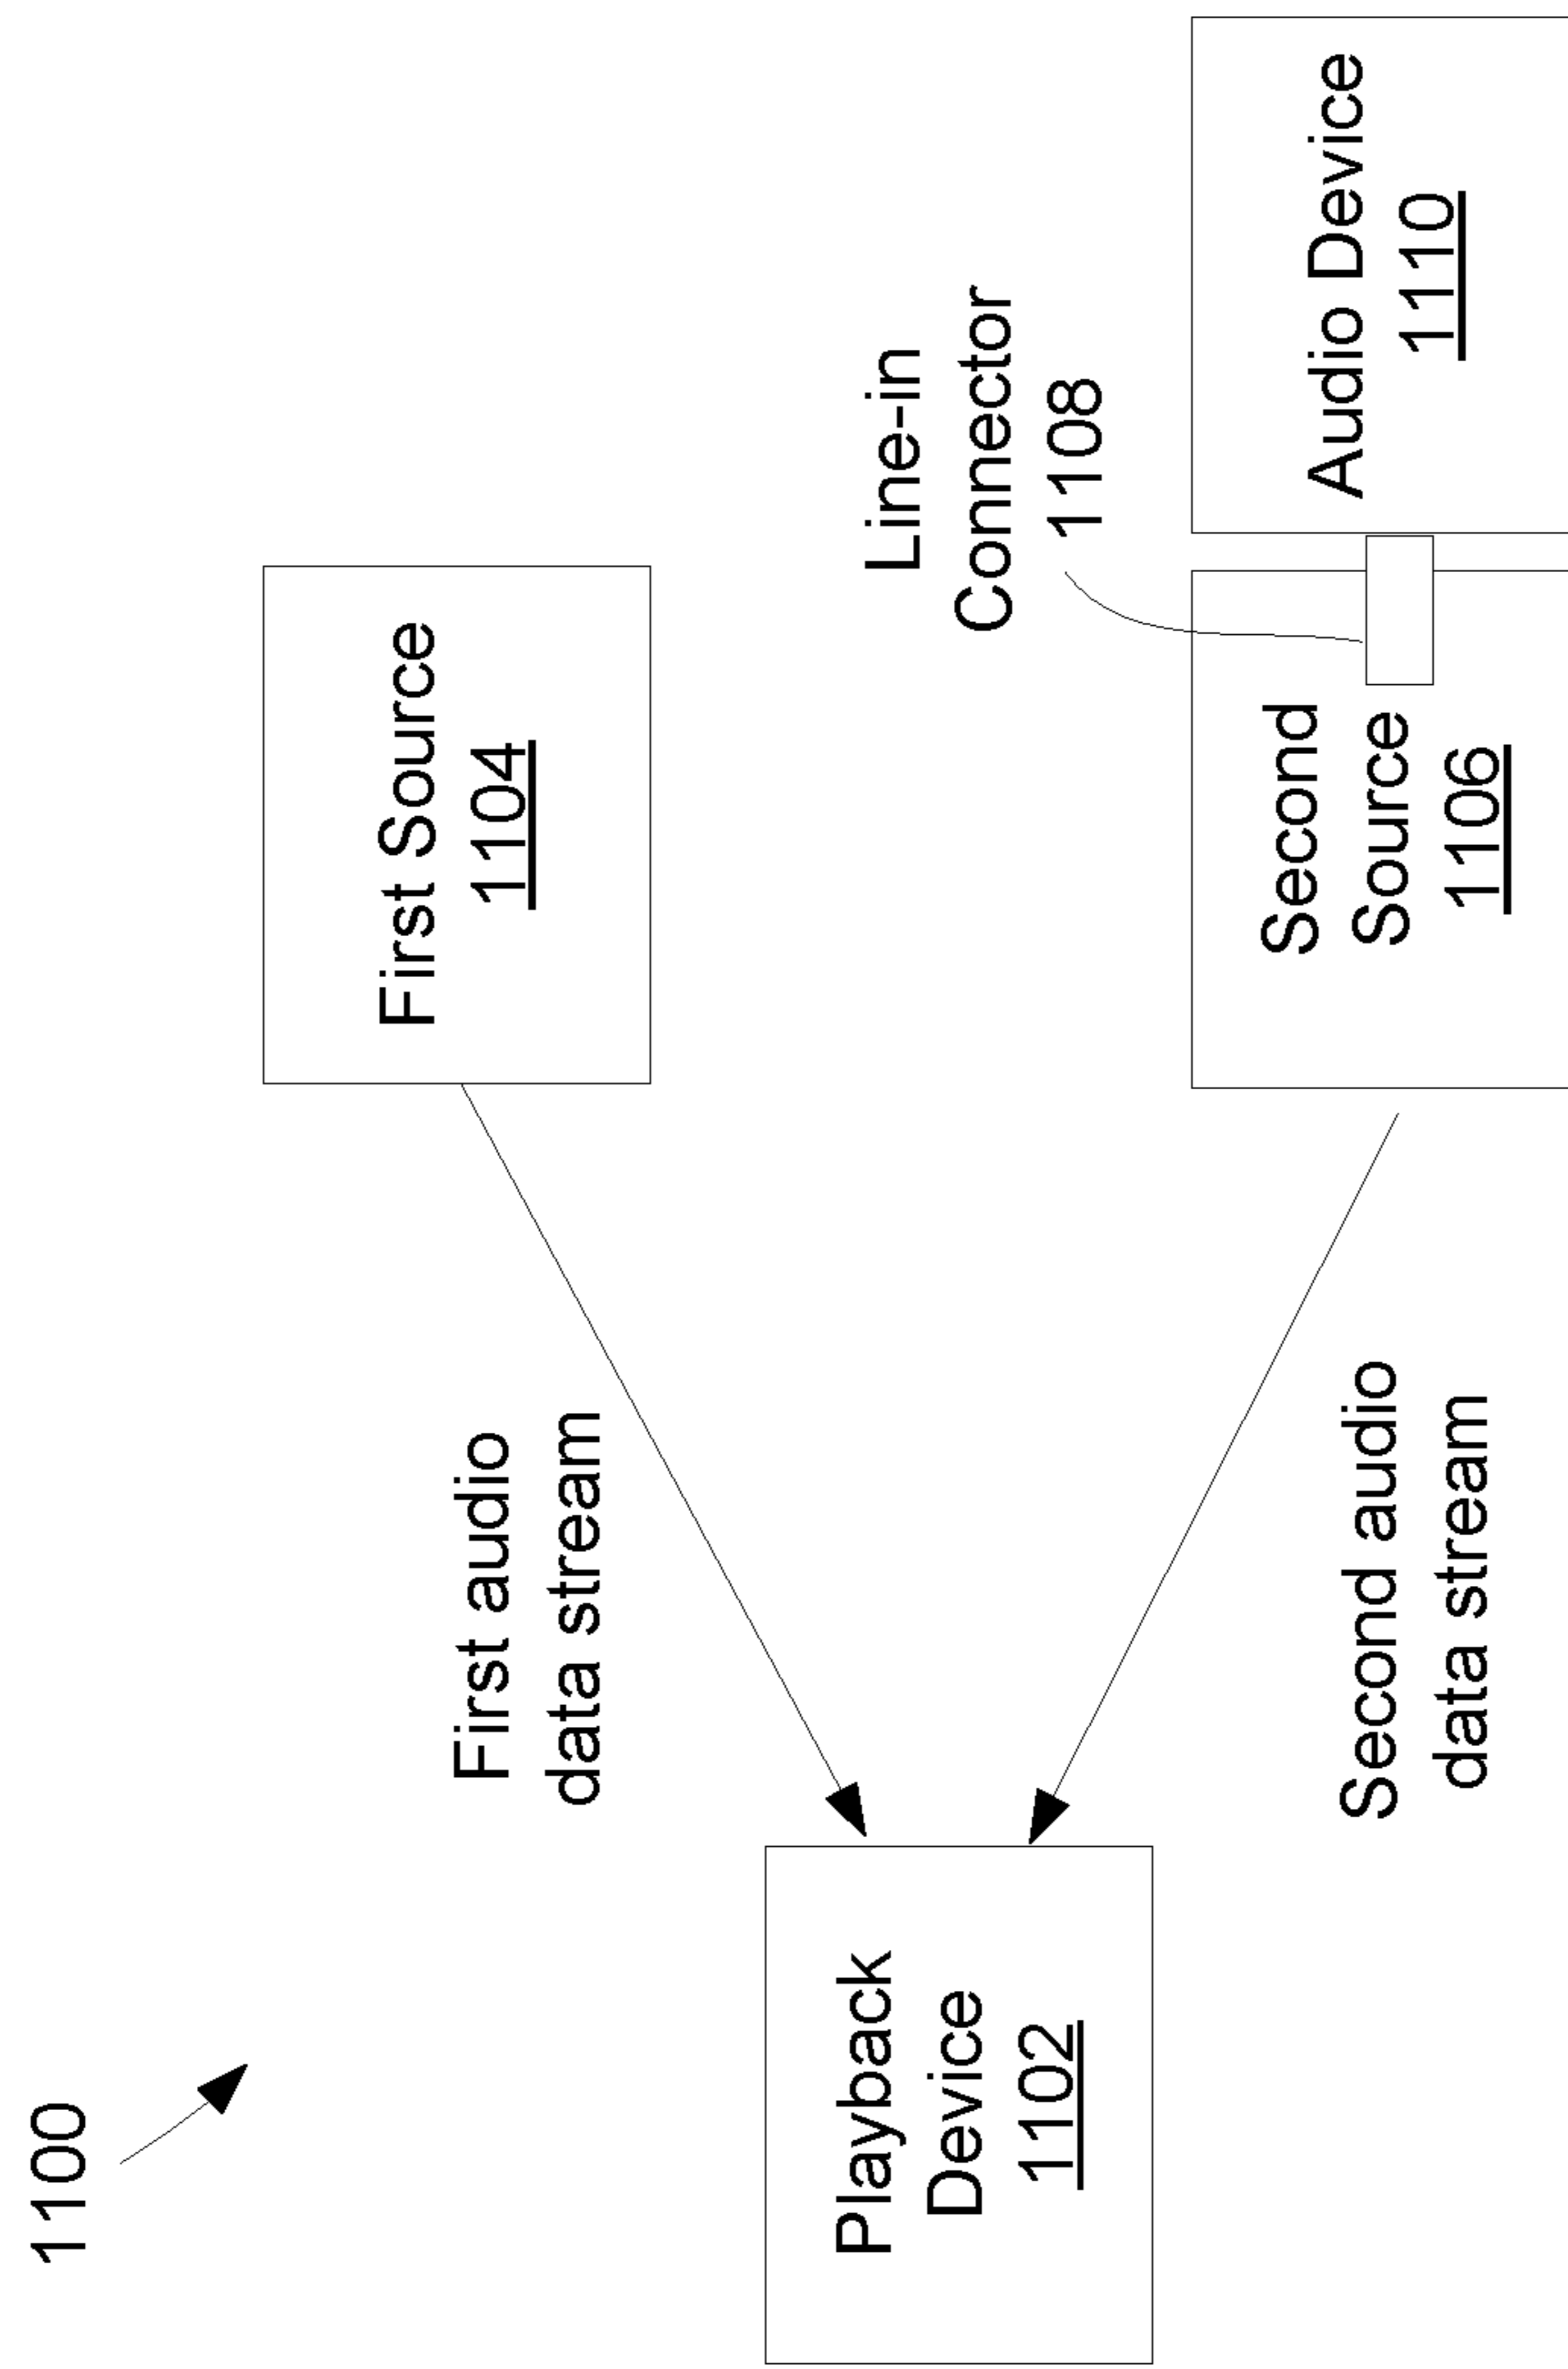 1100
First Source
1104
First audio
data stream
Playback
Device
1102
Line-in
Connector
1108
Second
Source
1106
Audio Device
1110
Second audio
data stream